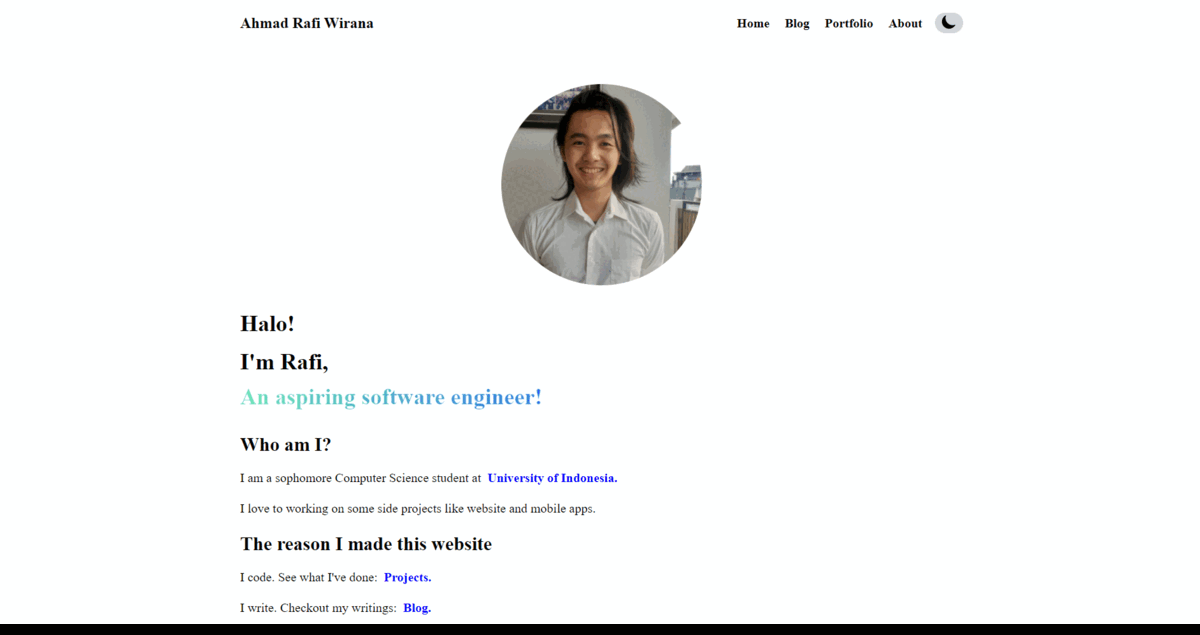 Ahmad Rafi Wirana
Home Blog Portfolio About
Halo!
I'm Rafi,
An aspiring software engineer!
Who am I?
I am a sophomore Computer Science student at University of Indonesia.
I love to working on some side projects like website and mobile apps.
The reason I made this website
I code. See what I've done: Projects.
I write. Checkout my writings: Blog.